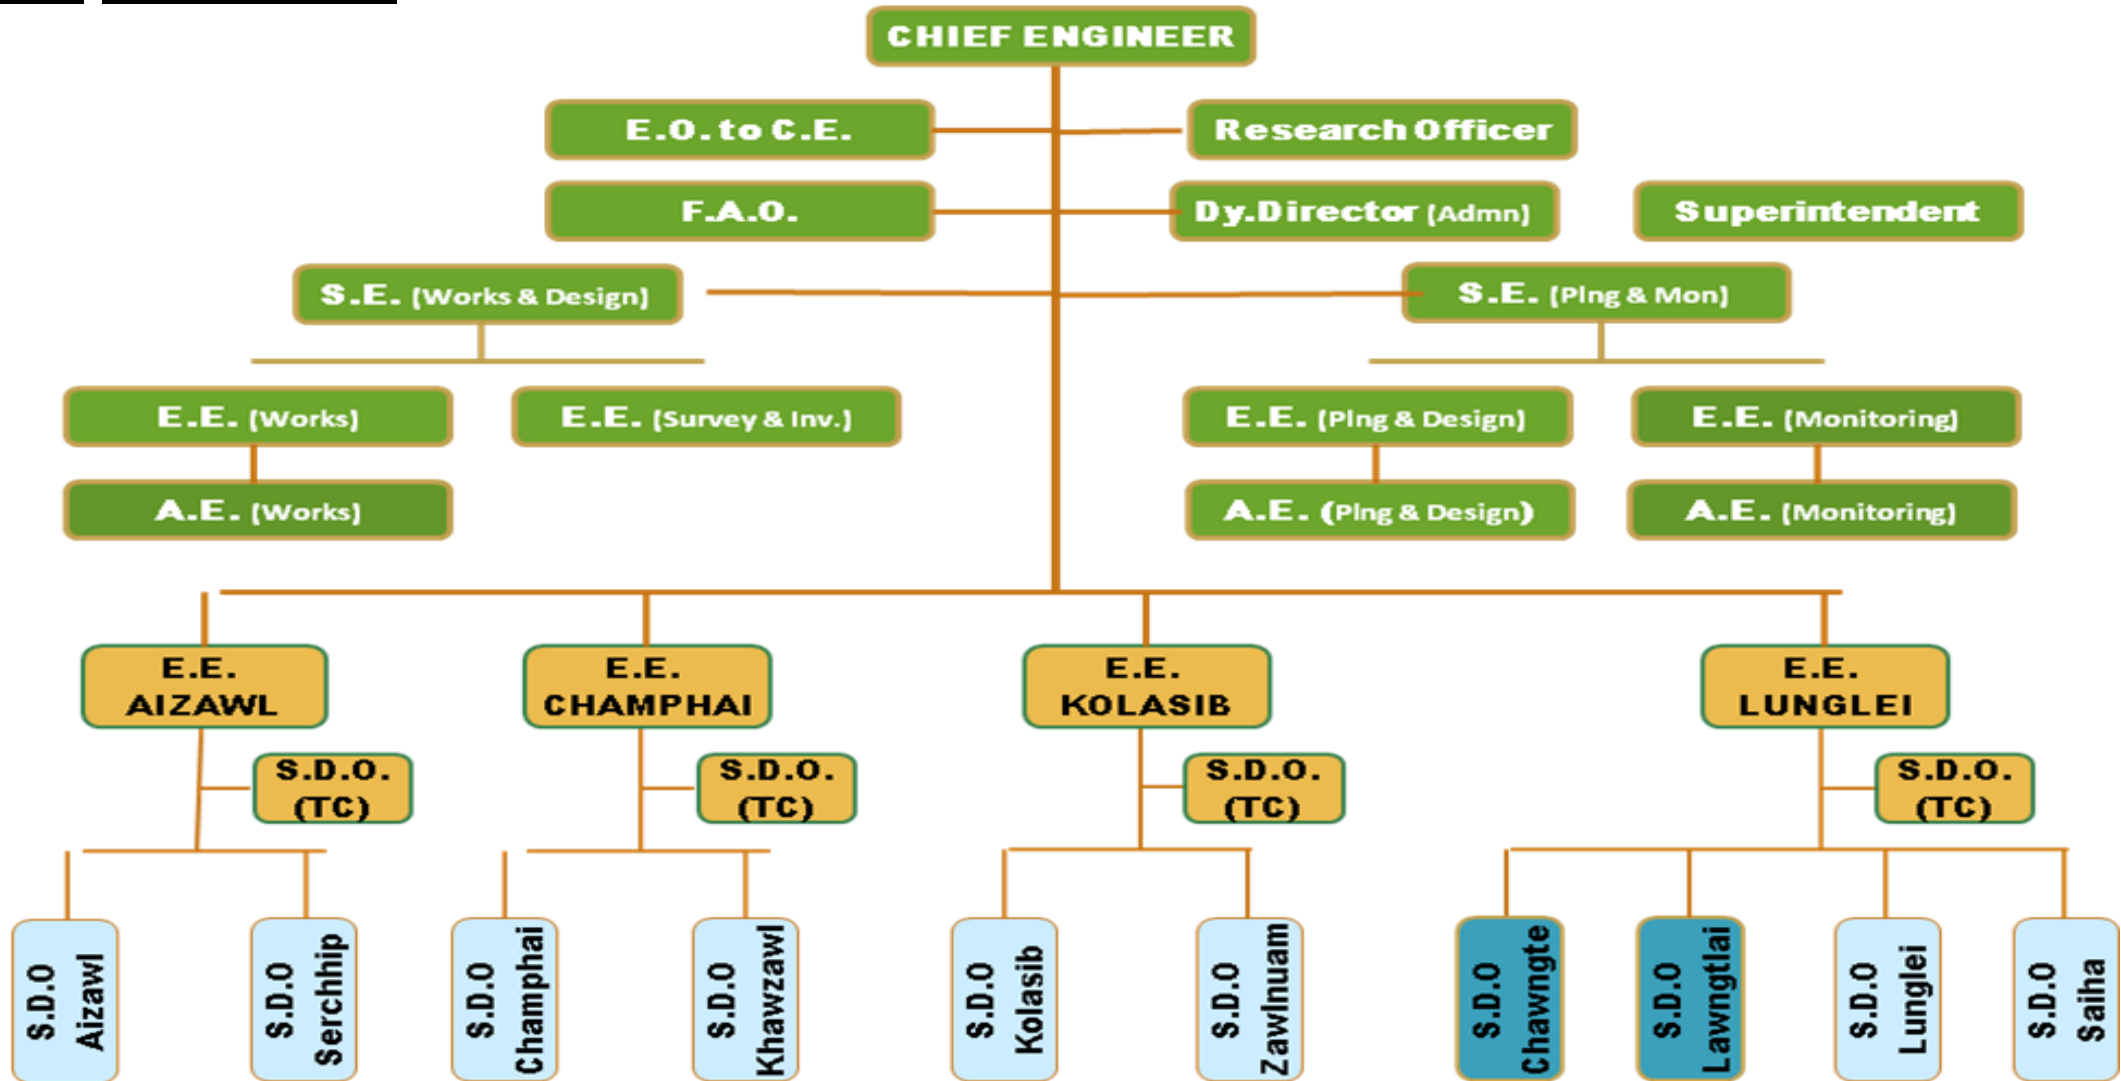 CHIEF ENGINEER
E.O. to C.E.
Research Officer
F.A.O.
Dy.Director (Admn)
Superintendent
S.E. (Works & Design)
S.E. (Plng & Mon)
E.E. (Works)
E.E. (Survey & Inv.)
E.E. (Plng & Design)
E.E. (Monitoring)
A.E. (Works)
A.E. (Plng & Design)
A.E. (Monitoring)
E.E.
AIZAWL
E.E.
CHAMPHAI
E.E.
KOLASIB
E.E.
LUNGLEI
S.D.O.
(TC)
S.D.O.
(TC)
S.D.O.
(TC)
S.D.O.
(TC)
S.D.O
Aizawl
S.D.O
Serchhip
S.D.O
Champhai
S.D.O
Khawzawl
S.D.O
Kolasib
S.D.O
Zawlnuam
S.D.O
Chawngte
S.D.O
Lawngtlai
S.D.O
Lunglei
S.D.O
Saiha